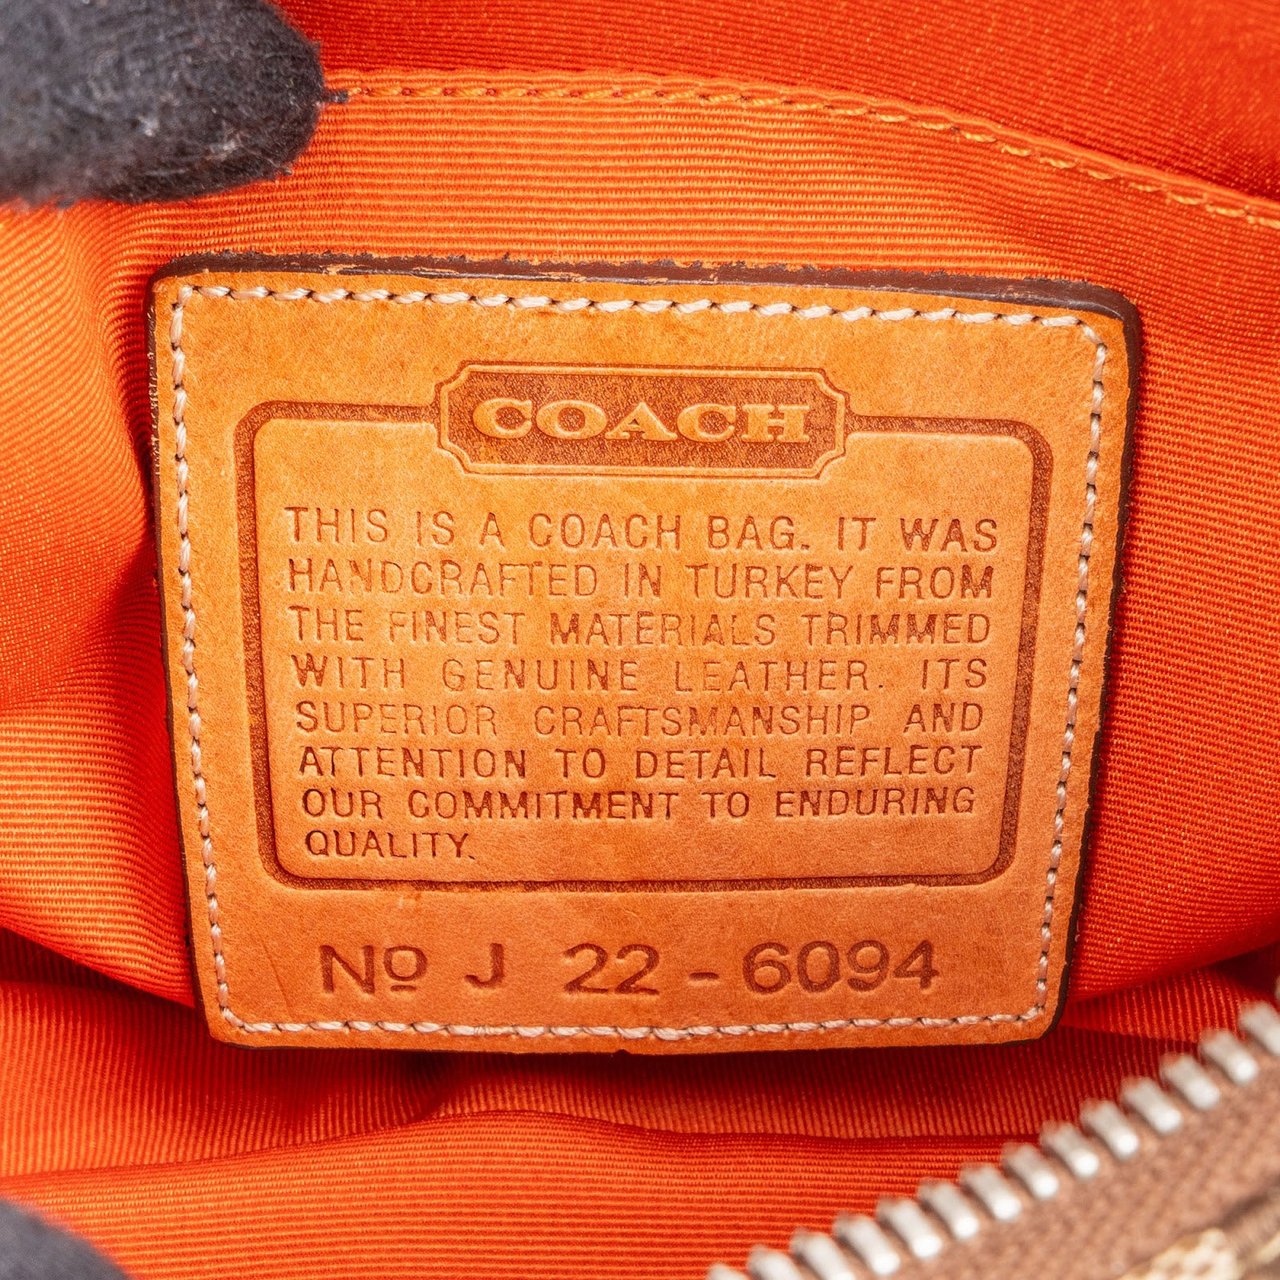 COACH
THIS IS A COACH BAG. IT WAS
HANDCRAFTED IN TURKEY FROM
THE FINEST MATERIALS TRIMMED
WITH GENUINE LEATHER. ITS
SUPERIOR CRAFTSMANSHIP AND
ATTENTION TO DETAIL REFLECT
OUR COMMITMENT TO ENDURING
QUALITY.
Nº J 22-6094